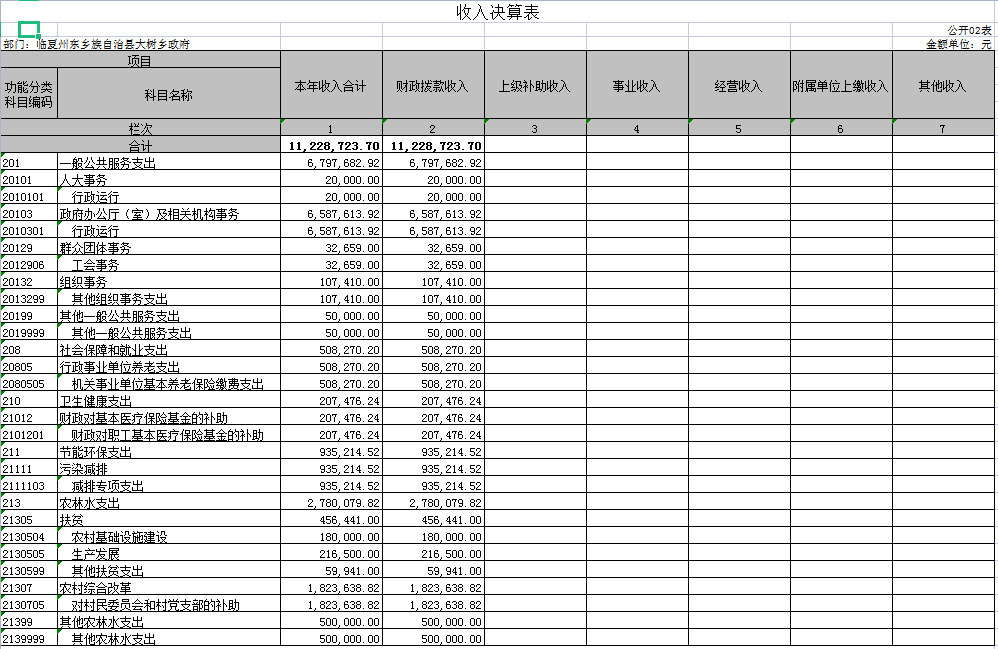 收入决算表
公开02表
部门：临夏州东乡族自治县大树乡政府 金额单位：元
项目 本年收入合计 财政拨款收入 上级补助收入 事业收入 经营收入 附属单位上缴收入 其他收入
功能分类科目编码 科目名称
栏次 1 2 3 4 5 6 7
合计 11,228,723.70 11,228,723.70
201 一般公共服务支出 6,797,682.92 6,797,682.92
20101 人大事务 20,000.00 20,000.00
2010101 行政运行 20,000.00 20,000.00
20103 政府办公厅（室）及相关机构事务 6,587,613.92 6,587,613.92
2010301 行政运行 6,587,613.92 6,587,613.92
20129 群众团体事务 32,659.00 32,659.00
2012906 工会事务 32,659.00 32,659.00
20132 组织事务 107,410.00 107,410.00
2013299 其他组织事务支出 107,410.00 107,410.00
20199 其他一般公共服务支出 50,000.00 50,000.00
2019999 其他一般公共服务支出 50,000.00 50,000.00
208 社会保障和就业支出 508,270.20 508,270.20
20805 行政事业单位养老支出 508,270.20 508,270.20
2080505 机关事业单位基本养老保险缴费支出 508,270.20 508,270.20
210 卫生健康支出 207,476.24 207,476.24
21012 财政对基本医疗保险基金的补助 207,476.24 207,476.24
2101201 财政对职工基本医疗保险基金的补助 207,476.24 207,476.24
211 节能环保支出 935,214.52 935,214.52
21111 污染减排 935,214.52 935,214.52
2111103 减排专项支出 935,214.52 935,214.52
213 农林水支出 2,780,079.82 2,780,079.82
21305 扶贫 456,441.00 456,441.00
2130504 农村基础设施建设 180,000.00 180,000.00
2130505 生产发展 216,500.00 216,500.00
2130599 其他扶贫支出 59,941.00 59,941.00
21307 农村综合改革 1,823,638.82 1,823,638.82
2130705 对村民委员会和村党支部的补助 1,823,638.82 1,823,638.82
21399 其他农林水支出 500,000.00 500,000.00
2139999 其他农林水支出 500,000.00 500,000.00